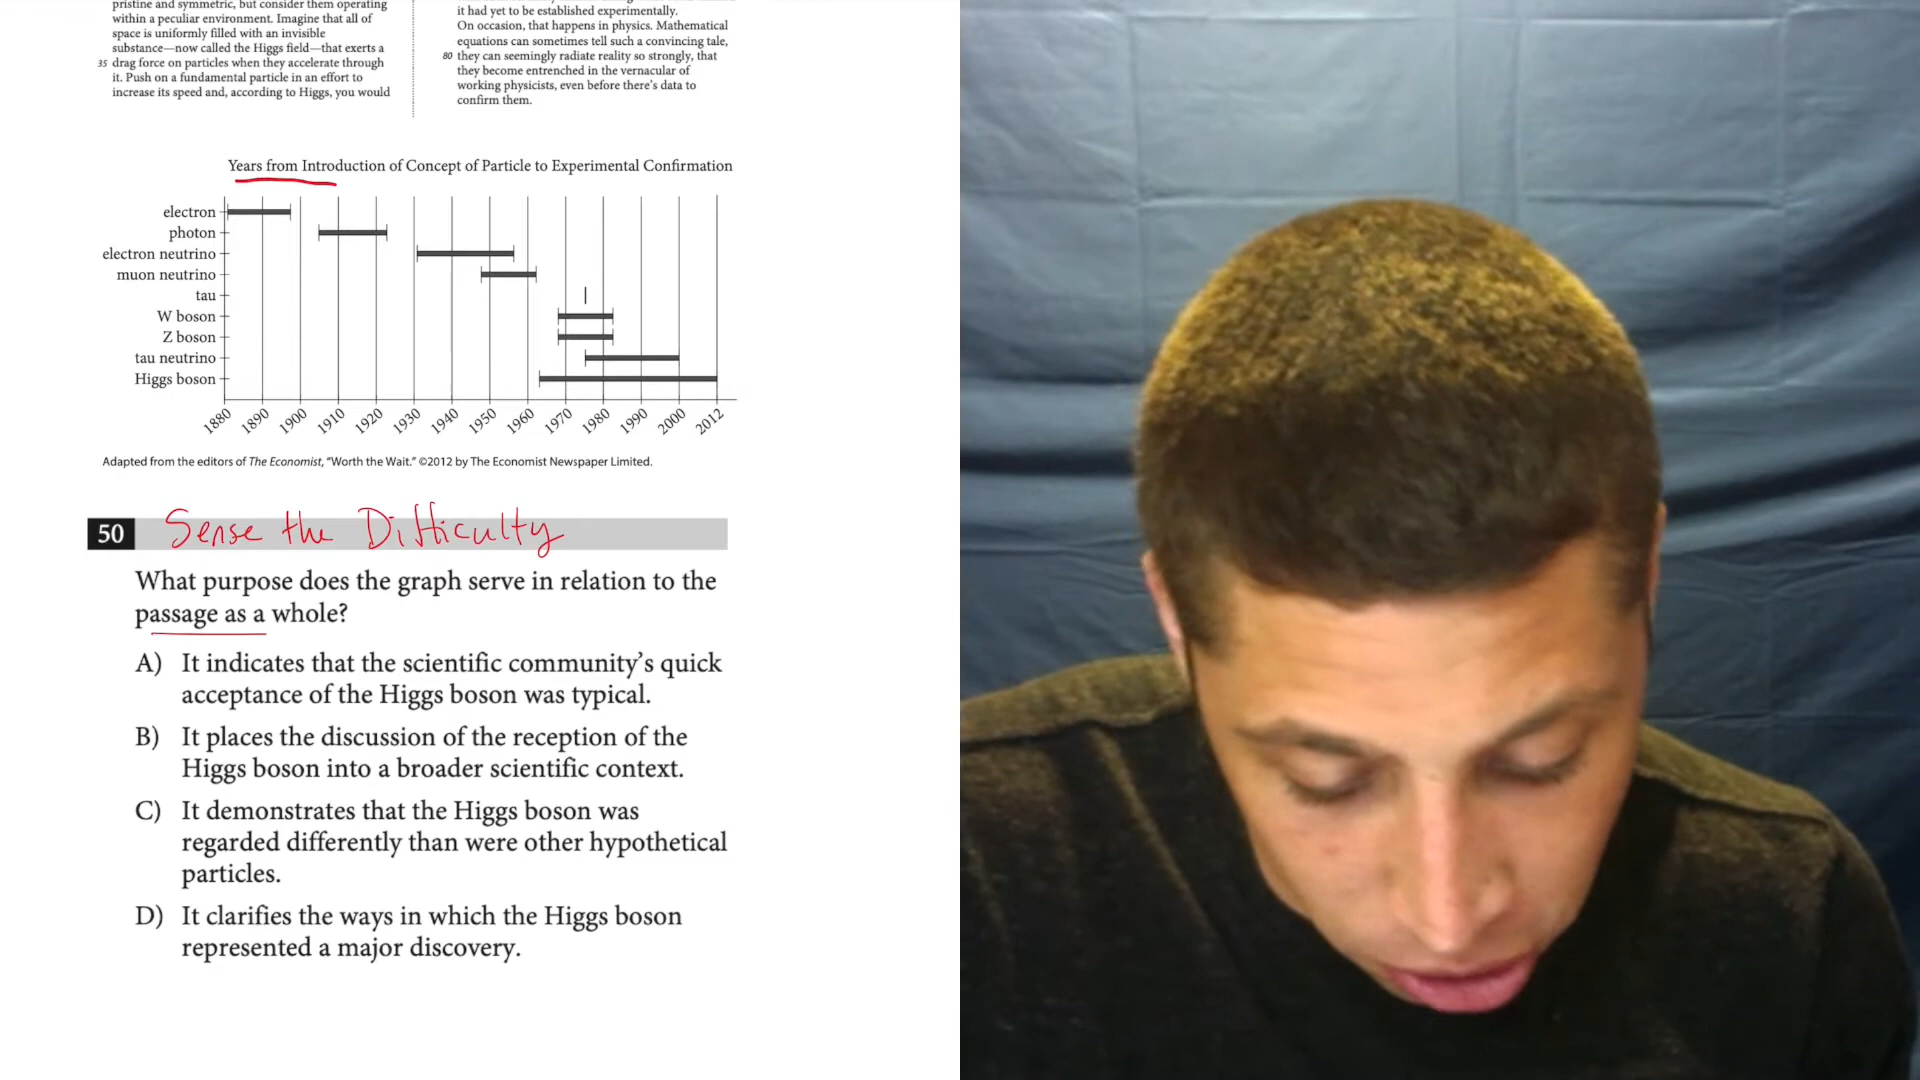 pristine and symmetric, but consider them operating
within a peculiar environment. Imagine that all of
space is uniformly filled with an invisible
substance—now called the Higgs field—that exerts a
35 drag force on particles when they accelerate through
it. Push on a fundamental particle in an effort to
increase its speed and, according to Higgs, you would
it had yet to be established experimentally.
On occasion, that happens in physics. Mathematical
equations can sometimes tell such a convincing tale,
80 they can seemingly radiate reality so strongly, that
they become entrenched in the vernacular of
working physicists, even before there's data to
confirm them.
Years from Introduction of Concept of Particle to Experimental Confirmation
electron
photon
electron neutrino
muon neutrino
tau
W boson
Z boson
tau neutrino
Higgs boson
1880 1890 1900 1910 1920 1930 1940 1950 1960 1970 1980 1990 2000 2012
Adapted from the editors of The Economist, “Worth the Wait.” ©2012 by The Economist Newspaper Limited.
50 Sense the Difficulty
What purpose does the graph serve in relation to the
passage as a whole?
A) It indicates that the scientific community’s quick
acceptance of the Higgs boson was typical.
B) It places the discussion of the reception of the
Higgs boson into a broader scientific context.
C) It demonstrates that the Higgs boson was
regarded differently than were other hypothetical
particles.
D) It clarifies the ways in which the Higgs boson
represented a major discovery.